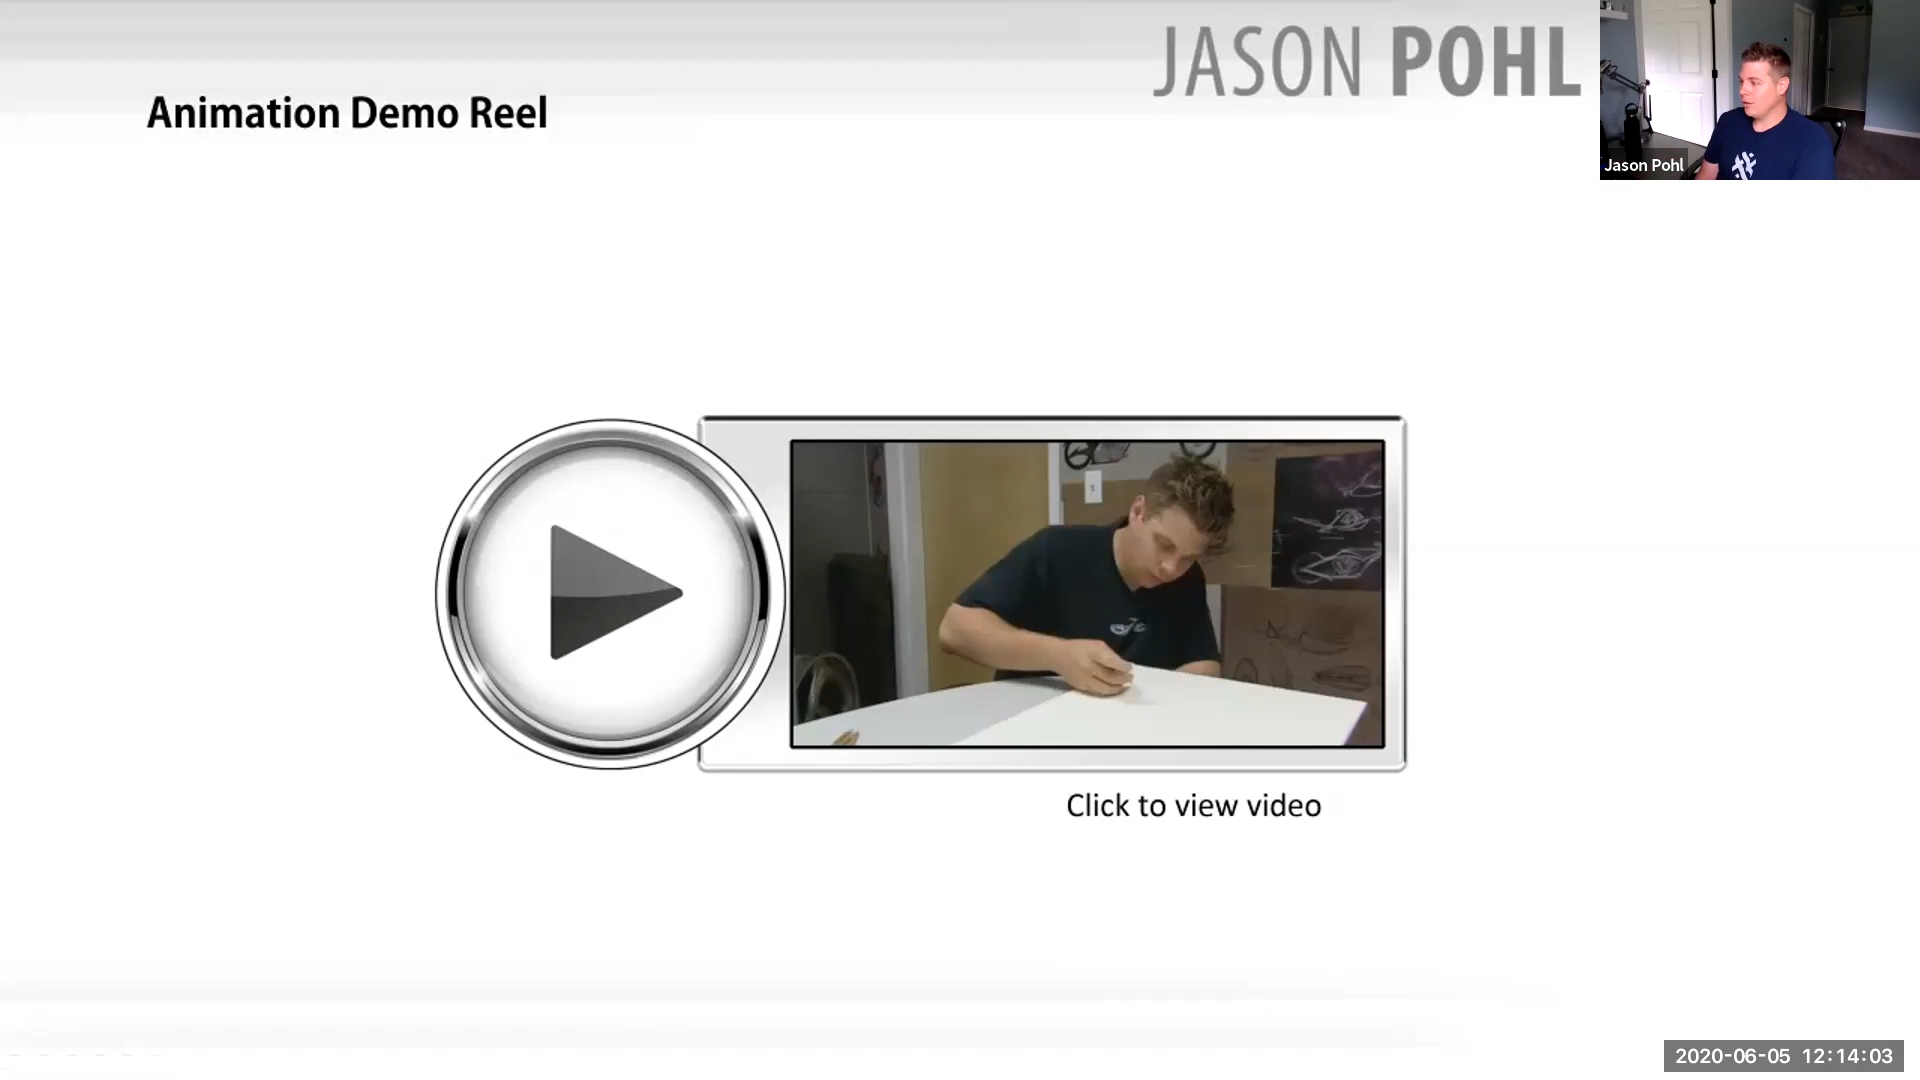 JASON POHL
Animation Demo Reel
Jason Pohl
Click to view video
2020-06-05 12:14:03